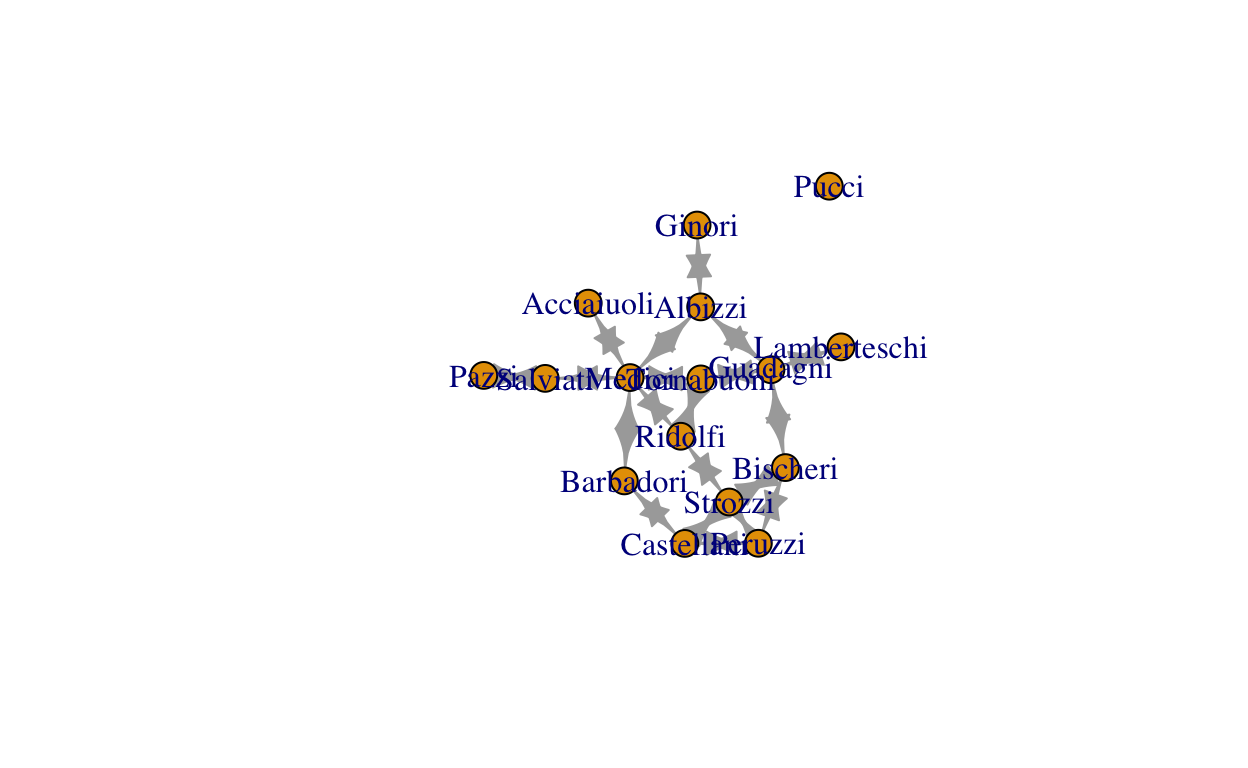 Pucci
Ginori
Acciaiuoli
Albizzi
Lamberteschi
Guadagni
Pazzi
Salviati
Medici
Tornabuoni
Ridolfi
Bischeri
Barbadori
Strozzi
Castellani
Peruzzi